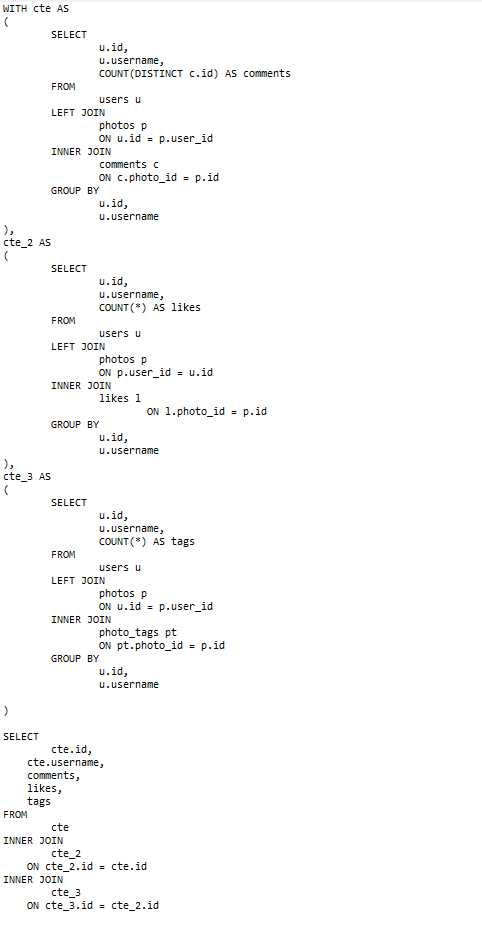 WITH cte AS
(
SELECT
u.id,
u.username,
COUNT(DISTINCT c.id) AS comments
FROM
users u
LEFT JOIN
photos p
ON u.id = p.user_id
INNER JOIN
comments c
ON c.photo_id = p.id
GROUP BY
u.id,
u.username
),
cte_2 AS
(
SELECT
u.id,
u.username,
COUNT(*) AS likes
FROM
users u
LEFT JOIN
photos p
ON p.user_id = u.id
INNER JOIN
likes l
ON l.photo_id = p.id
GROUP BY
u.id,
u.username
),
cte_3 AS
(
SELECT
u.id,
u.username,
COUNT(*) AS tags
FROM
users u
LEFT JOIN
photos p
ON u.id = p.user_id
INNER JOIN
photo_tags pt
ON pt.photo_id = p.id
GROUP BY
u.id,
u.username
)
SELECT
cte.id,
cte.username,
comments,
likes,
tags
FROM
cte
INNER JOIN
cte_2
ON cte_2.id = cte.id
INNER JOIN
cte_3
ON cte_3.id = cte_2.id